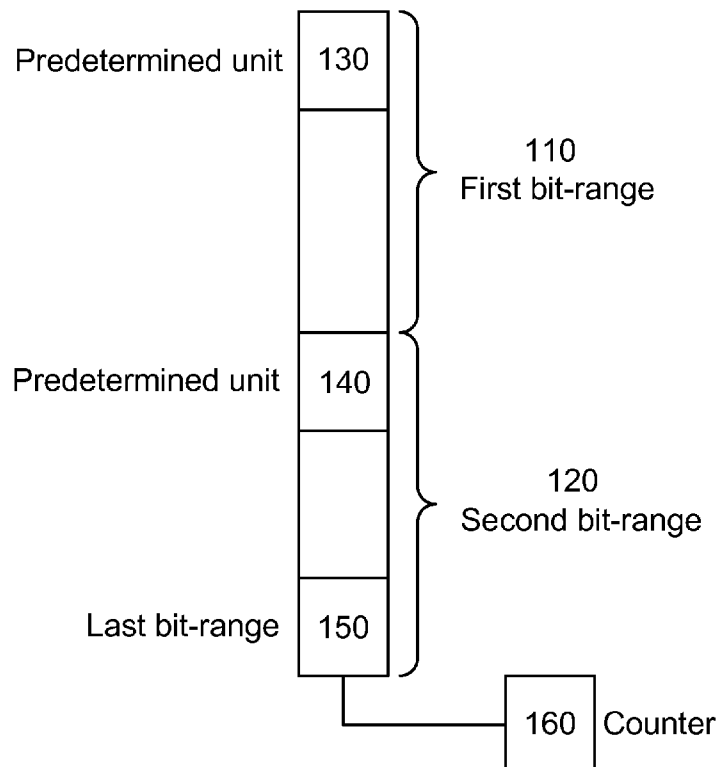 Predetermined unit 130
110
First bit-range
Predetermined unit 140
120
Second bit-range
Last bit-range 150
160 Counter